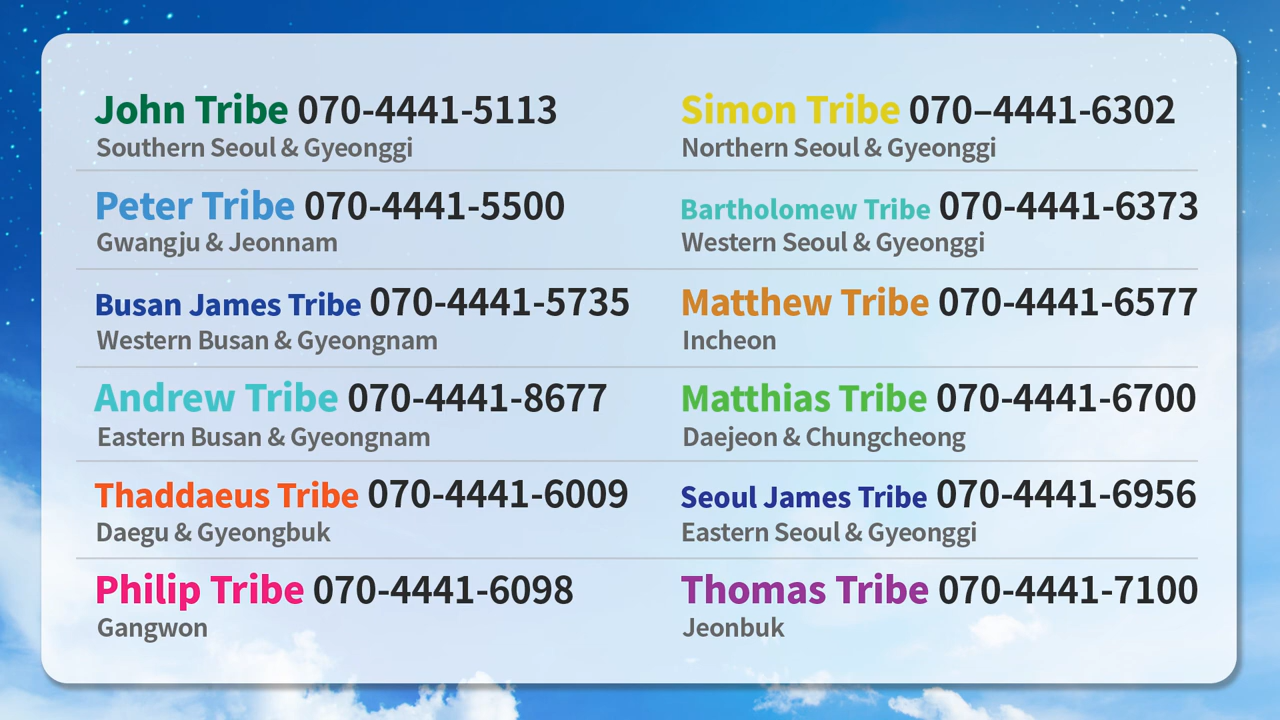 John Tribe 070-4441-5113
Southern Seoul & Gyeonggi
Peter Tribe 070-4441-5500
Gwangju & Jeonnam
Busan James Tribe 070-4441-5735
Western Busan & Gyeongnam
Andrew Tribe 070-4441-8677
Eastern Busan & Gyeongnam
Thaddaeus Tribe 070-4441-6009
Daegu & Gyeongbuk
Philip Tribe 070-4441-6098
Gangwon
Simon Tribe 070–4441-6302
Northern Seoul & Gyeonggi
Bartholomew Tribe 070-4441-6373
Western Seoul & Gyeonggi
Matthew Tribe 070-4441-6577
Incheon
Matthias Tribe 070-4441-6700
Daejeon & Chungcheong
Seoul James Tribe 070-4441-6956
Eastern Seoul & Gyeonggi
Thomas Tribe 070-4441-7100
Jeonbuk